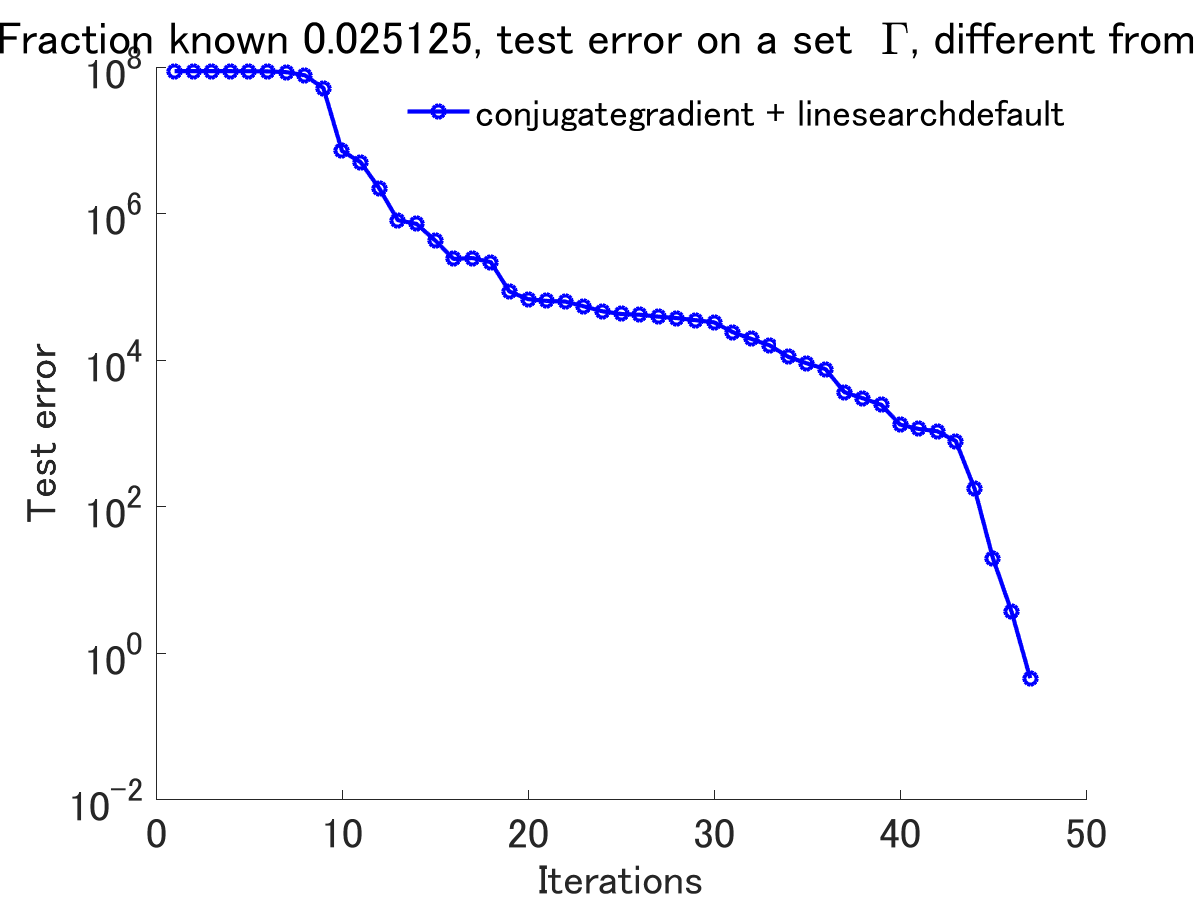 Fraction known 0.025125, test error on a set Γ, different from
10^8
conjugategradient + linesearchdefault
10^6
10^4
Test error
10^2
10^0
10^-2
0 10 20 30 40 50
Iterations